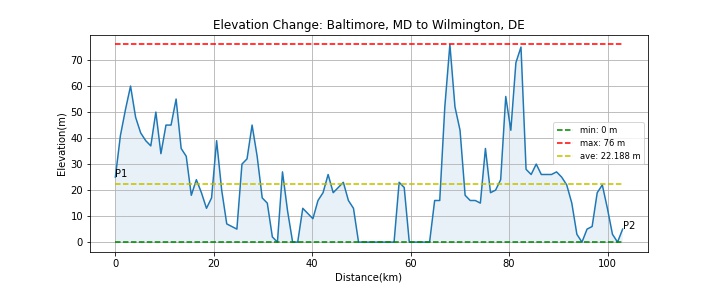 Elevation Change: Baltimore, MD to Wilmington, DE
Elevation(m)
70
60
50
40
30
20
10
0
P1
P2
min: 0 m
max: 76 m
ave: 22.188 m
0
20
40
60
80
100
Distance(km)